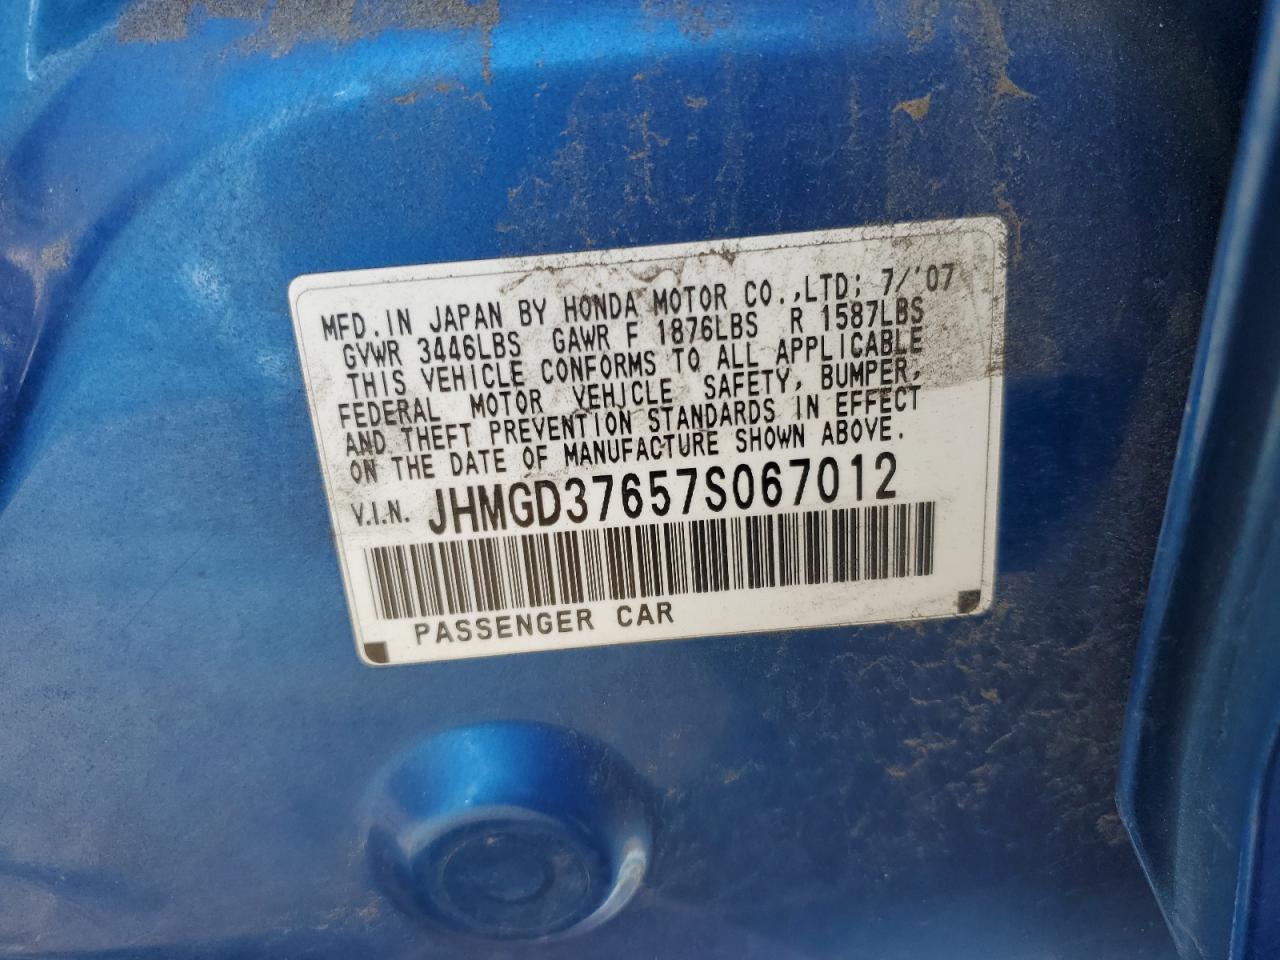 MFD. IN JAPAN BY HONDA MOTOR CO.,LTD; 7/'07
GVWR 3446LBS GAWR F 1876LBS R 1587LBS
THIS VEHICLE CONFORMS TO ALL APPLICABLE
FEDERAL MOTOR VEHICLE SAFETY, BUMPER,
AND THEFT PREVENTION STANDARDS IN EFFECT
ON THE DATE OF MANUFACTURE SHOWN ABOVE.
V.I.N. JHMGD37657S067012
PASSENGER CAR